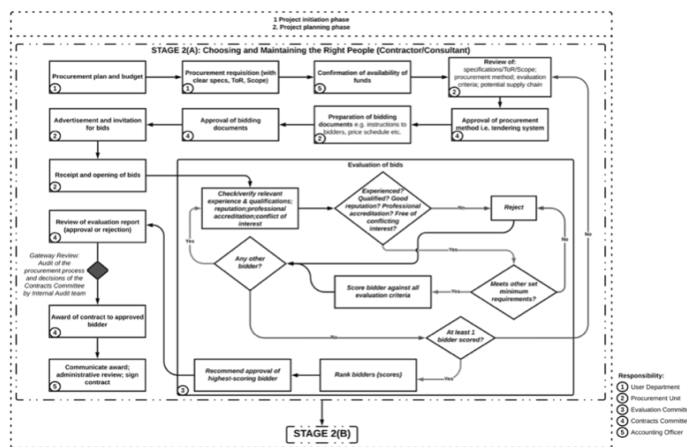 1 Project initiation phase
2. Project planning phase
STAGE 2(A): Choosing and Maintaining the Right People (Contractor/Consultant)
Procurement plan and budget
1
Procurement requisition (with
clear specs, ToR, Scope)
1
Confirmation of availability of
funds
5
Review of:
specifications/ToR/Scope;
procurement method; evaluation
criteria; potential supply chain
2
Advertisement and invitation
for bids
2
Approval of bidding
documents
4
Preparation of bidding
documents e.g. instructions to
bidders, price schedule etc.
2
Approval of procurement
method i.e. tendering system
4
Receipt and opening of bids
2
Evaluation of bids
Check/verify relevant
experience & qualifications;
reputation;professional
accreditation;conflict of
interest
Experienced?
Qualified? Good
reputation? Professional
accreditation? Free of
conflicting
interest?
No
Reject
Review of evaluation report
(approval or rejection)
4
Yes
No
No
Yes
Gateway Review:
Audit of the
procurement process
and decisions of the
Contracts Committee
by Internal Audit team
Any other
bidder?
Score bidder against all
evaluation criteria
Yes
Meets other set
minimum
requirements?
Award of contract to approved
bidder
4
No
At least 1
bidder scored?
Communicate award;
administrative review; sign
contract
5
Recommend approval of
highest-scoring bidder
Rank bidders (scores)
Yes
3
STAGE 2(B)
Responsibility:
1 User Department
2 Procurement Unit
3 Evaluation
4 Contracts
5 Accounting Officer